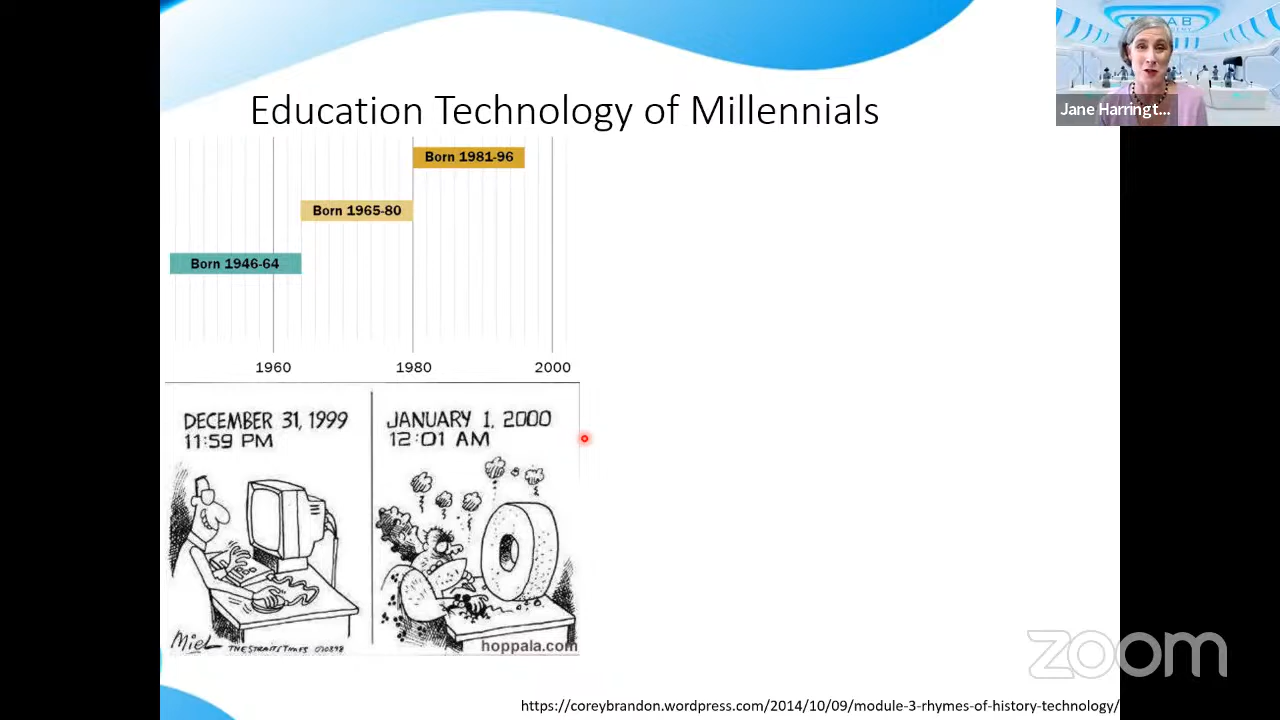 Education Technology of Millennials
Jane Harringt...
Born 1981-96
Born 1965-80
Born 1946-64
1960 1980 2000
DECEMBER 31, 1999
11:59 PM
JANUARY 1, 2000
12:01 AM
Miel THE STRAITS TIMES
hoppala.com
zoom
https://coreybrandon.wordpress.com/2014/10/09/module-3-rhymes-of-history-technology/